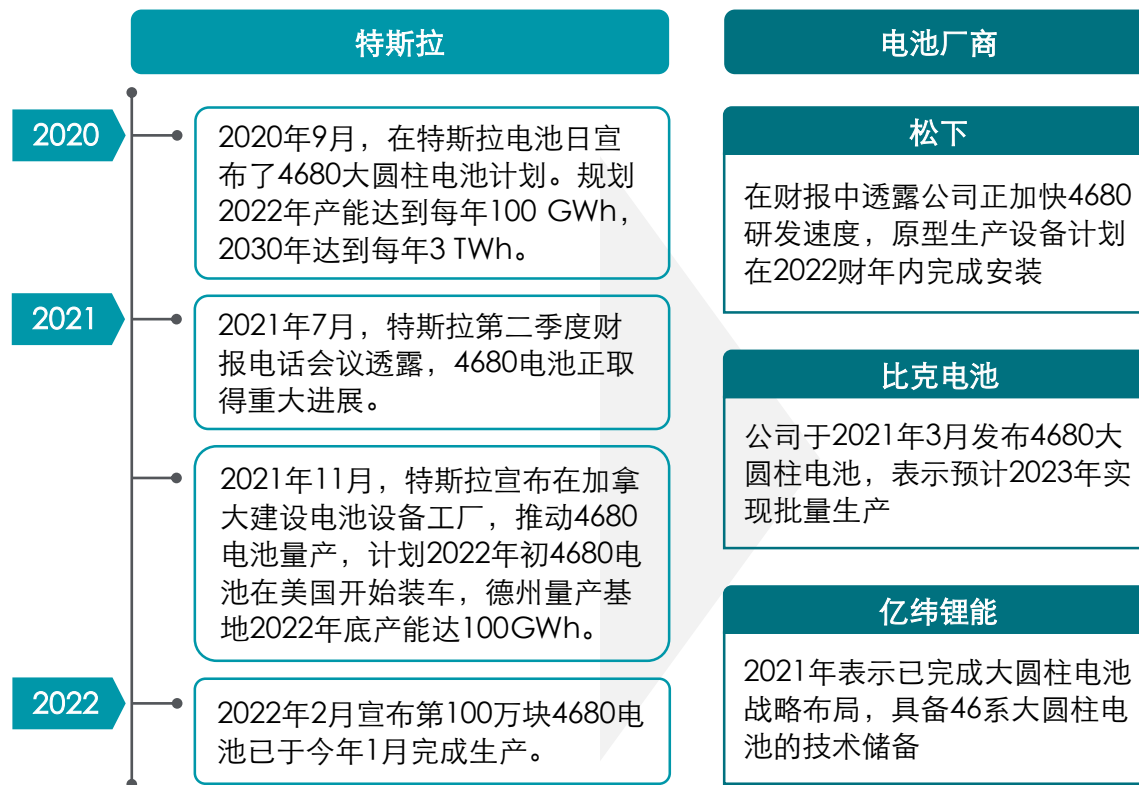 特斯拉
2020
2020年9月，在特斯拉电池日宣
布了4680大圆柱电池计划。规划
2022年产能达到每年100 GWh，
2030年达到每年3 TWh。
2021
2021年7月，特斯拉第二季度财
报电话会议透露，4680电池正取
得重大进展。
2021年11月，特斯拉宣布在加拿
大建设电池设备工厂，推动4680
电池量产，计划2022年初4680电
池在美国开始装车，德州量产基
地2022年底产能达100GWh。
2022
2022年2月宣布第100万块4680电
池已于今年1月完成生产。
电池厂商
松下
在财报中透露公司正加快4680
研发速度，原型生产设备计划
在2022财年内完成安装
比克电池
公司于2021年3月发布4680大
圆柱电池，表示预计2023年实
现批量生产
亿纬锂能
2021年表示已完成大圆柱电池
战略布局，具备46系大圆柱电
池的技术储备